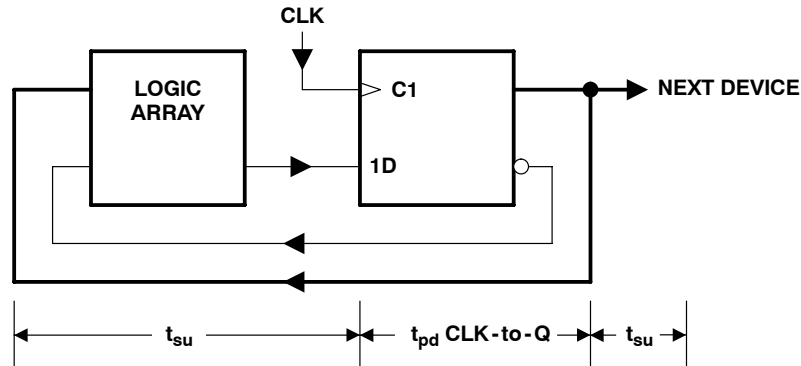 CLK
LOGIC
ARRAY
C1
NEXT DEVICE
1D
tsu
tpd CLK-to-Q
tsu